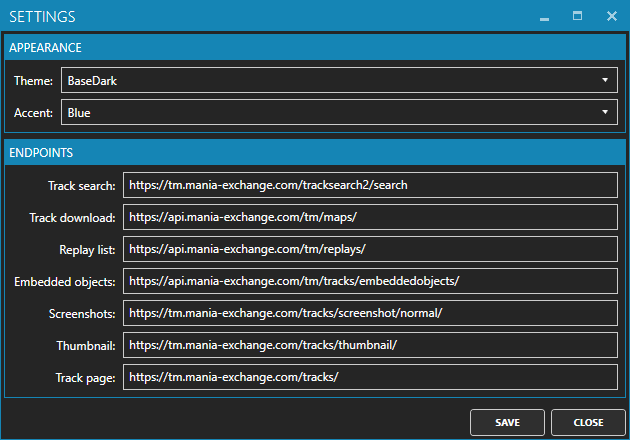 SETTINGS
APPEARANCE
Theme: BaseDark
Accent: Blue
ENDPOINTS
Track search: https://tm.mania-exchange.com/tracksearch2/search
Track download: https://api.mania-exchange.com/tm/maps/
Replay list: https://api.mania-exchange.com/tm/replays/
Embedded objects: https://api.mania-exchange.com/tm/tracks/embeddedobjects/
Screenshots: https://tm.mania-exchange.com/tracks/screenshot/normal/
Thumbnail: https://tm.mania-exchange.com/tracks/thumbnail/
Track page: https://tm.mania-exchange.com/tracks/
SAVE CLOSE